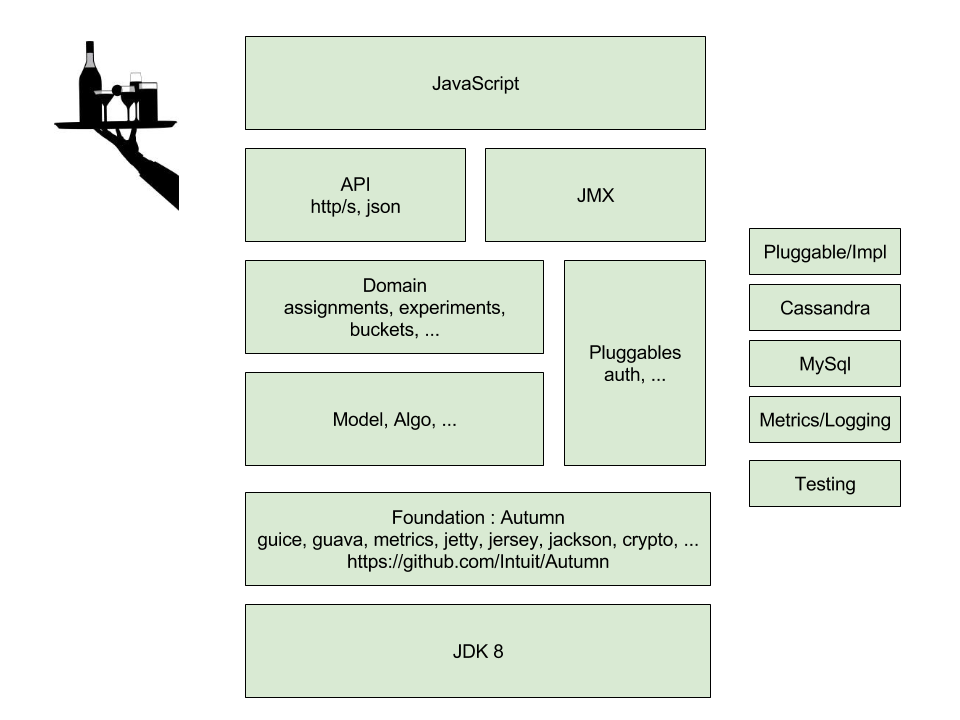 JavaScript
API
http/s, json
JMX
Domain
assignments, experiments,
buckets, ...
Pluggables
auth, ...
Model, Algo, ...
Foundation : Autumn
guice, guava, metrics, jetty, jersey, jackson, crypto, ...
https://github.com/Intuit/Autumn
JDK 8
Pluggable/Impl
Cassandra
MySql
Metrics/Logging
Testing